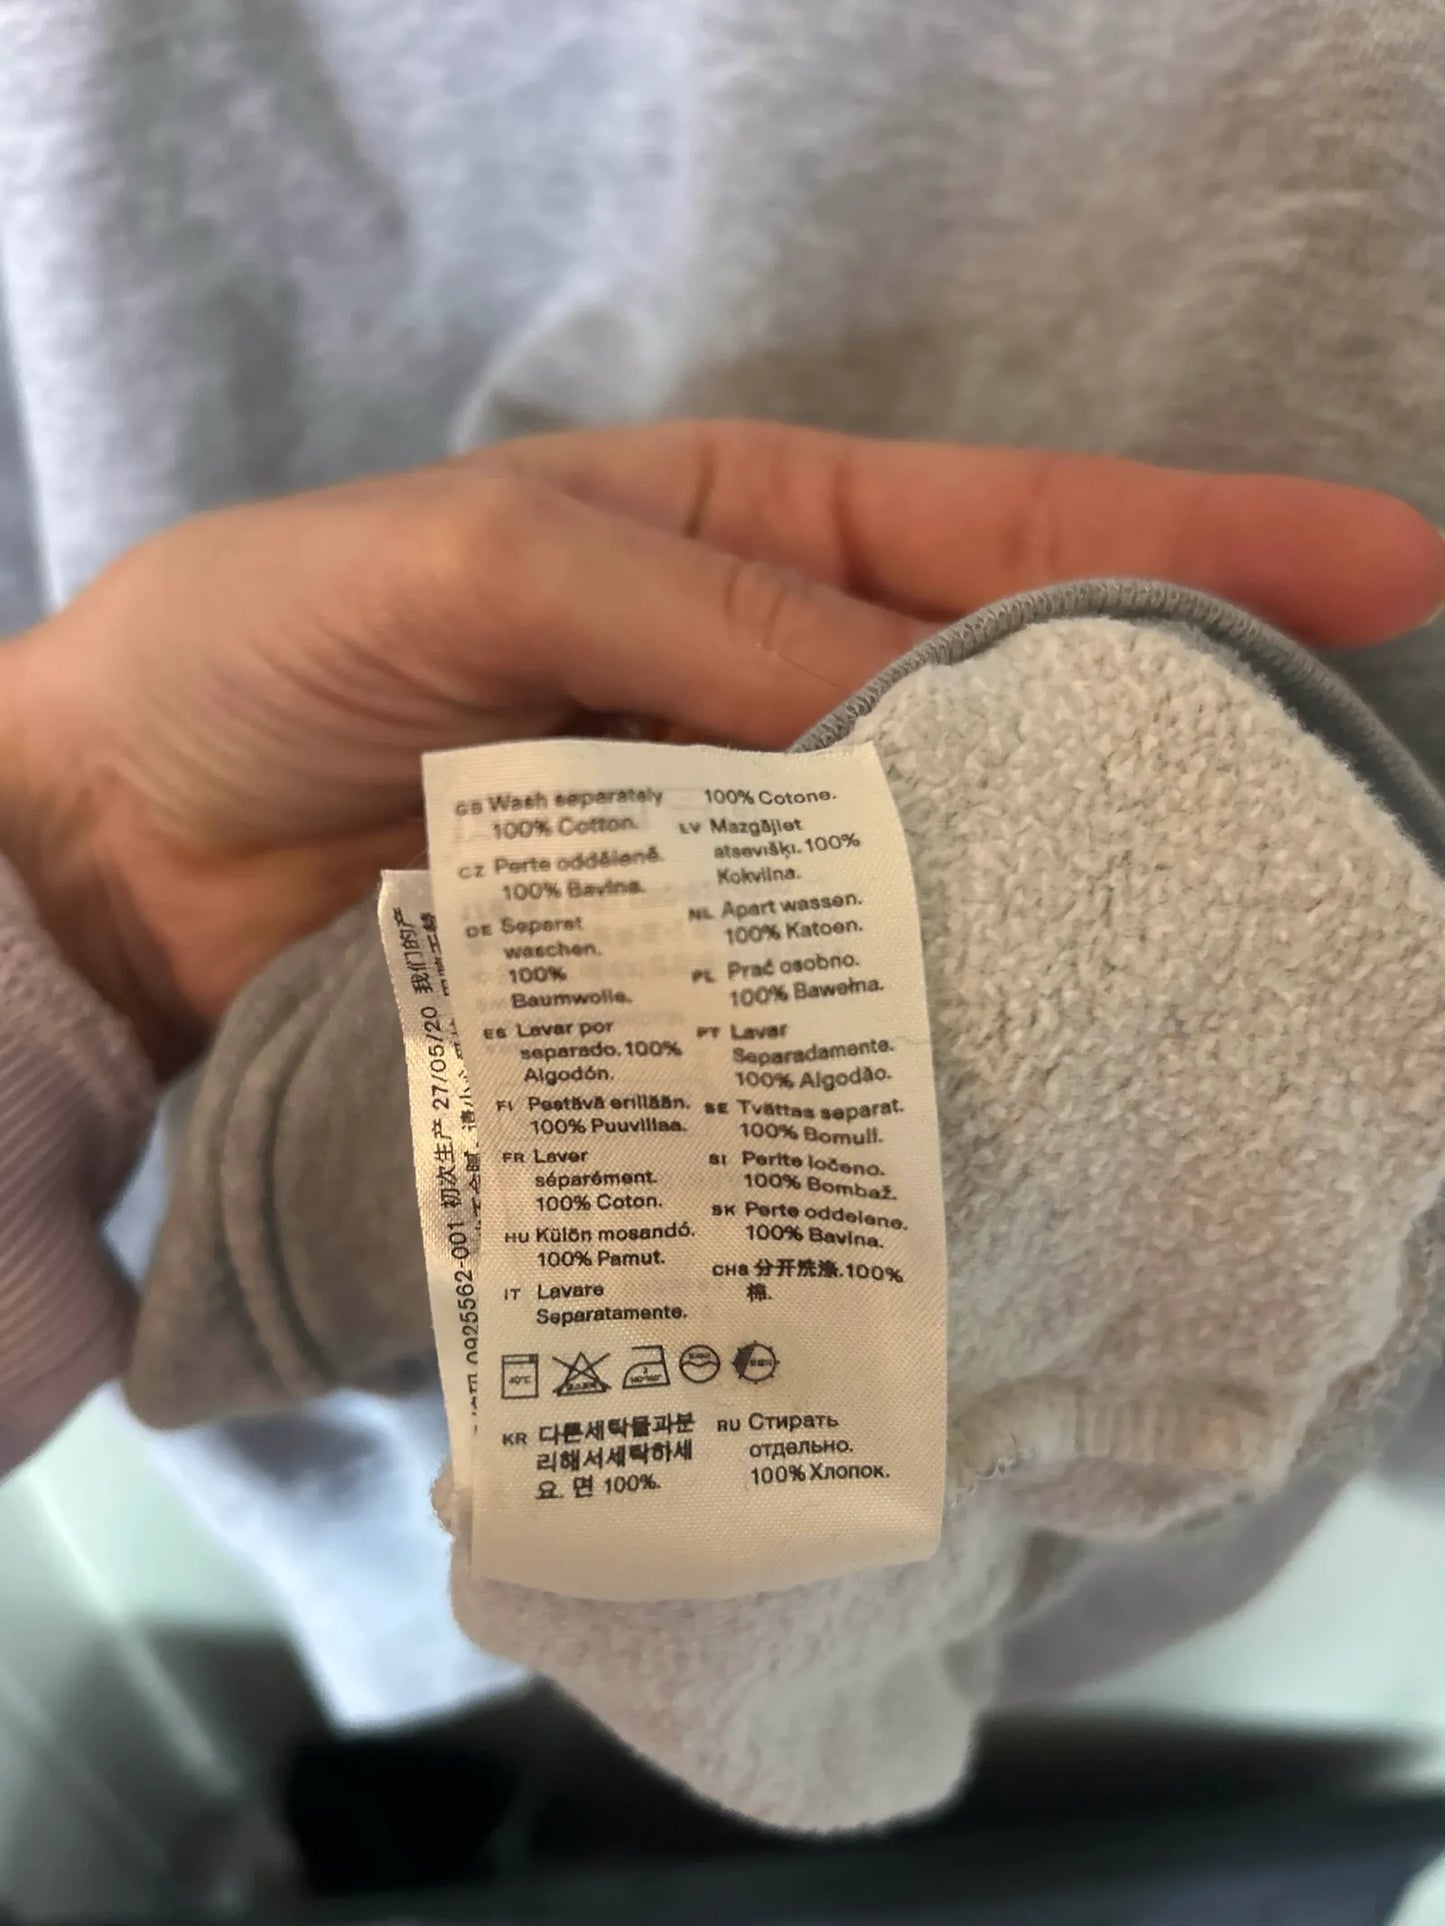 GB Wash separately
100% Cotton.
CZ Perte oddĕlenĕ.
100% Bavlna.
DE Separat
waschen.
100%
Baumwolle.
ES Lavar por
separado. 100%
Algodón.
FI Pestävä erillään.
100% Puuvillaa.
FR Laver
séparément.
100% Coton.
HU Külön mosandó.
100% Pamut.
IT Lavare
Separatamente.
100% Cotone.
LV Mazgājiet
atsevišķi. 100%
Kokvilna.
NL Apart wassen.
100% Katoen.
PL Prać osobno.
100% Bawełna.
PT Lavar
Separadamente.
100% Algodão.
SE Tvättas separat.
100% Bomull.
SI Perite ločeno.
100% Bombaž.
SK Perte oddelene.
100% Bavlna.
CHS 分开洗涤. 100%
棉.
40°C
KR 다른세탁물과분
리해서세탁하세
요. 면 100%.
RU Стирать
отдельно.
100% Хлопок.
0925562-001 初次生产 27/05/20 我们的产